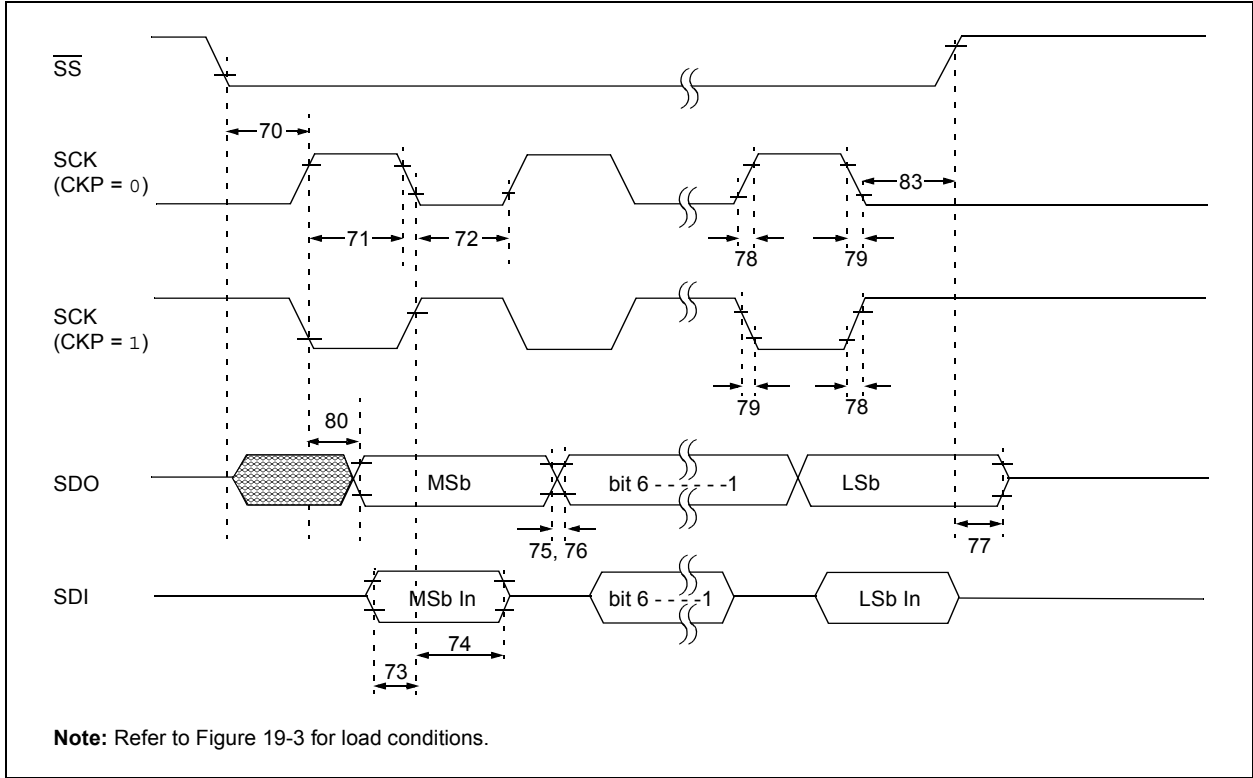 SS
70
SCK
(CKP = 0)
83
71
72
78
79
SCK
(CKP = 1)
79
78
80
SDO
MSb
bit 6 - - - - - -1
LSb
75, 76
77
SDI
MSb In
bit 6 - - - -1
LSb In
74
73
Note: Refer to Figure 19-3 for load conditions.